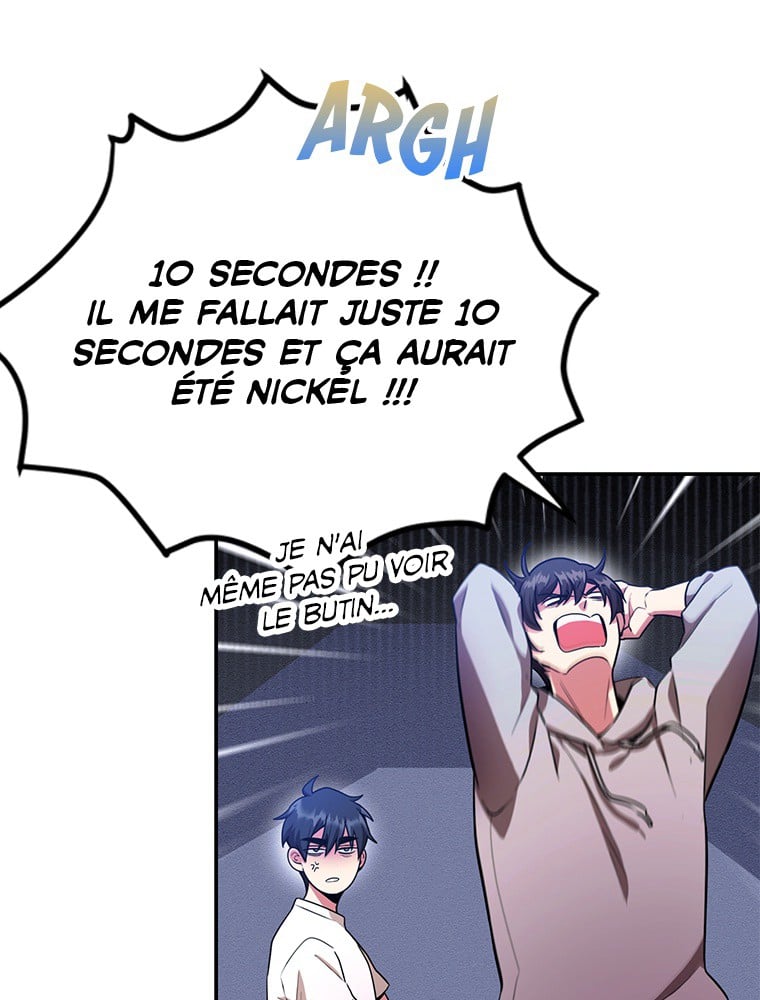 ARGH
10 SECONDES !!
IL ME FALLAIT JUSTE 10
SECONDES ET ÇA AURAIT
ÉTÉ NICKEL !!!
JE N'AI
MÊME PAS PU VOIR
LE BUTIN...